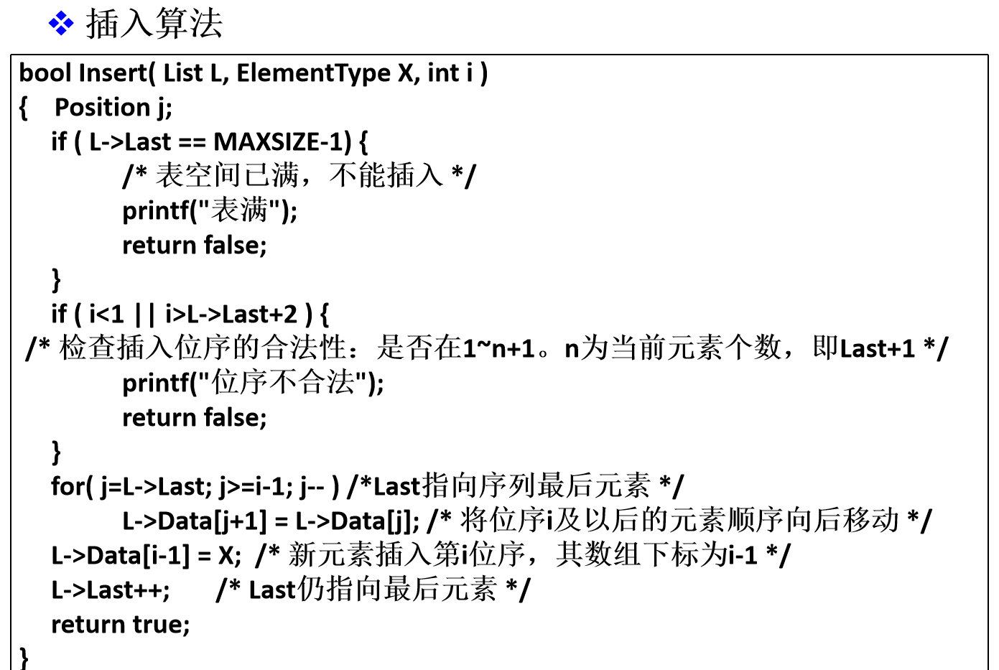 ❖ 插入算法
bool Insert( List L, ElementType X, int i )
{ Position j;
if ( L->Last == MAXSIZE-1) {
/* 表空间已满，不能插入 */
printf("表满");
return false;
}
if ( i<1 || i>L->Last+2 ) {
/* 检查插入位序的合法性：是否在1~n+1。n为当前元素个数，即Last+1 */
printf("位序不合法");
return false;
}
for( j=L->Last; j>=i-1; j-- ) /*Last指向序列最后元素 */
L->Data[j+1] = L->Data[j]; /* 将位序i及以后的元素顺序向后移动 */
L->Data[i-1] = X; /* 新元素插入第i位序，其数组下标为i-1 */
L->Last++; /* Last仍指向最后元素 */
return true;
}